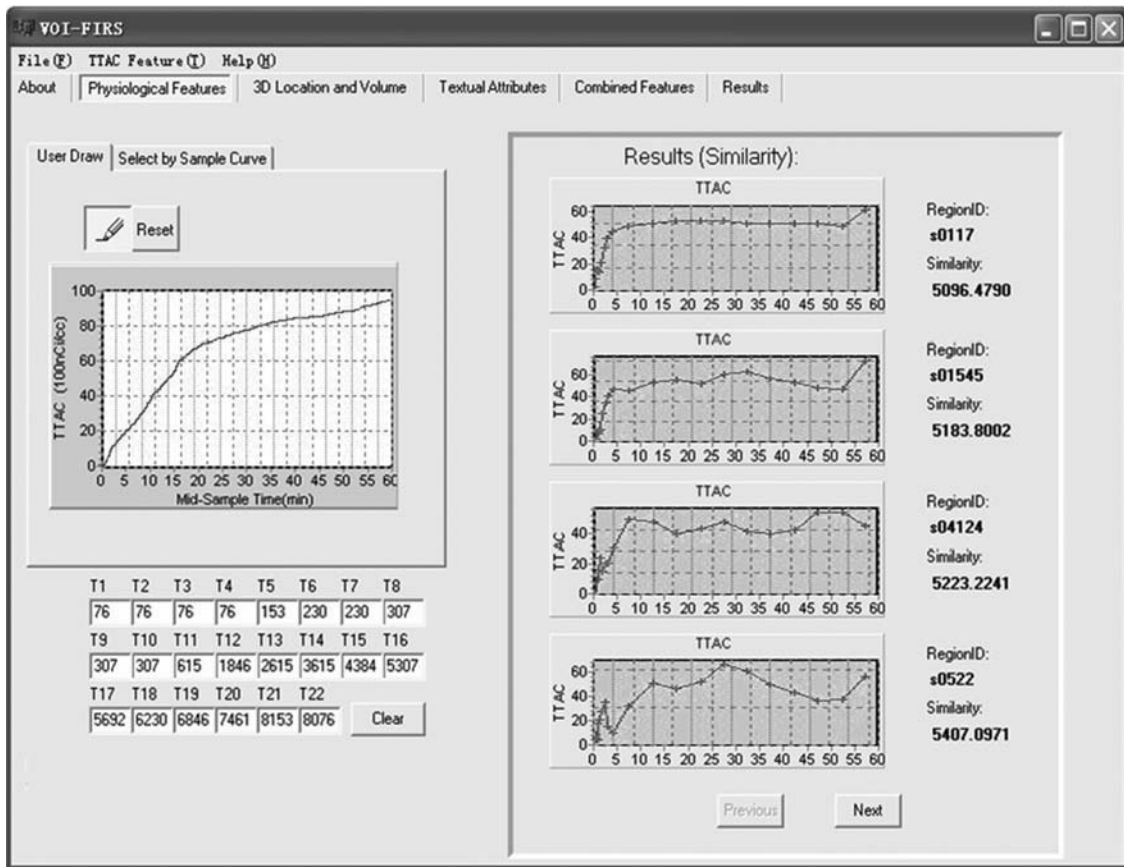 VOI-FIRS
File(F) TTAC Feature(T) Help(H)
About Physiological Features 3D Location and Volume Textual Attributes Combined Features Results
User Draw Select by Sample Curve
Reset
100
80
60
40
20
0
TTAC (100nCi/cc)
0 5 10 15 20 25 30 35 40 45 50 55 60
Mid-Sample Time(min)
T1 T2 T3 T4 T5 T6 T7 T8
76 76 76 76 153 230 230 307
T9 T10 T11 T12 T13 T14 T15 T16
307 307 615 1846 2615 3615 4384 5307
T17 T18 T19 T20 T21 T22
5692 6230 6846 7461 8153 8076 Clear
Results (Similarity):
TTAC
60
40
20
0
TTAC
0 5 10 15 20 25 30 35 40 45 50 55 60
RegionID:
s0117
Similarity:
5096.4790
TTAC
60
40
20
0
TTAC
0 5 10 15 20 25 30 35 40 45 50 55 60
RegionID:
s01545
Similarity:
5183.8002
TTAC
40
20
0
TTAC
0 5 10 15 20 25 30 35 40 45 50 55 60
RegionID:
s04124
Similarity:
5223.2241
TTAC
60
40
20
0
TTAC
0 5 10 15 20 25 30 35 40 45 50 55 60
RegionID:
s0522
Similarity:
5407.0971
Previous Next